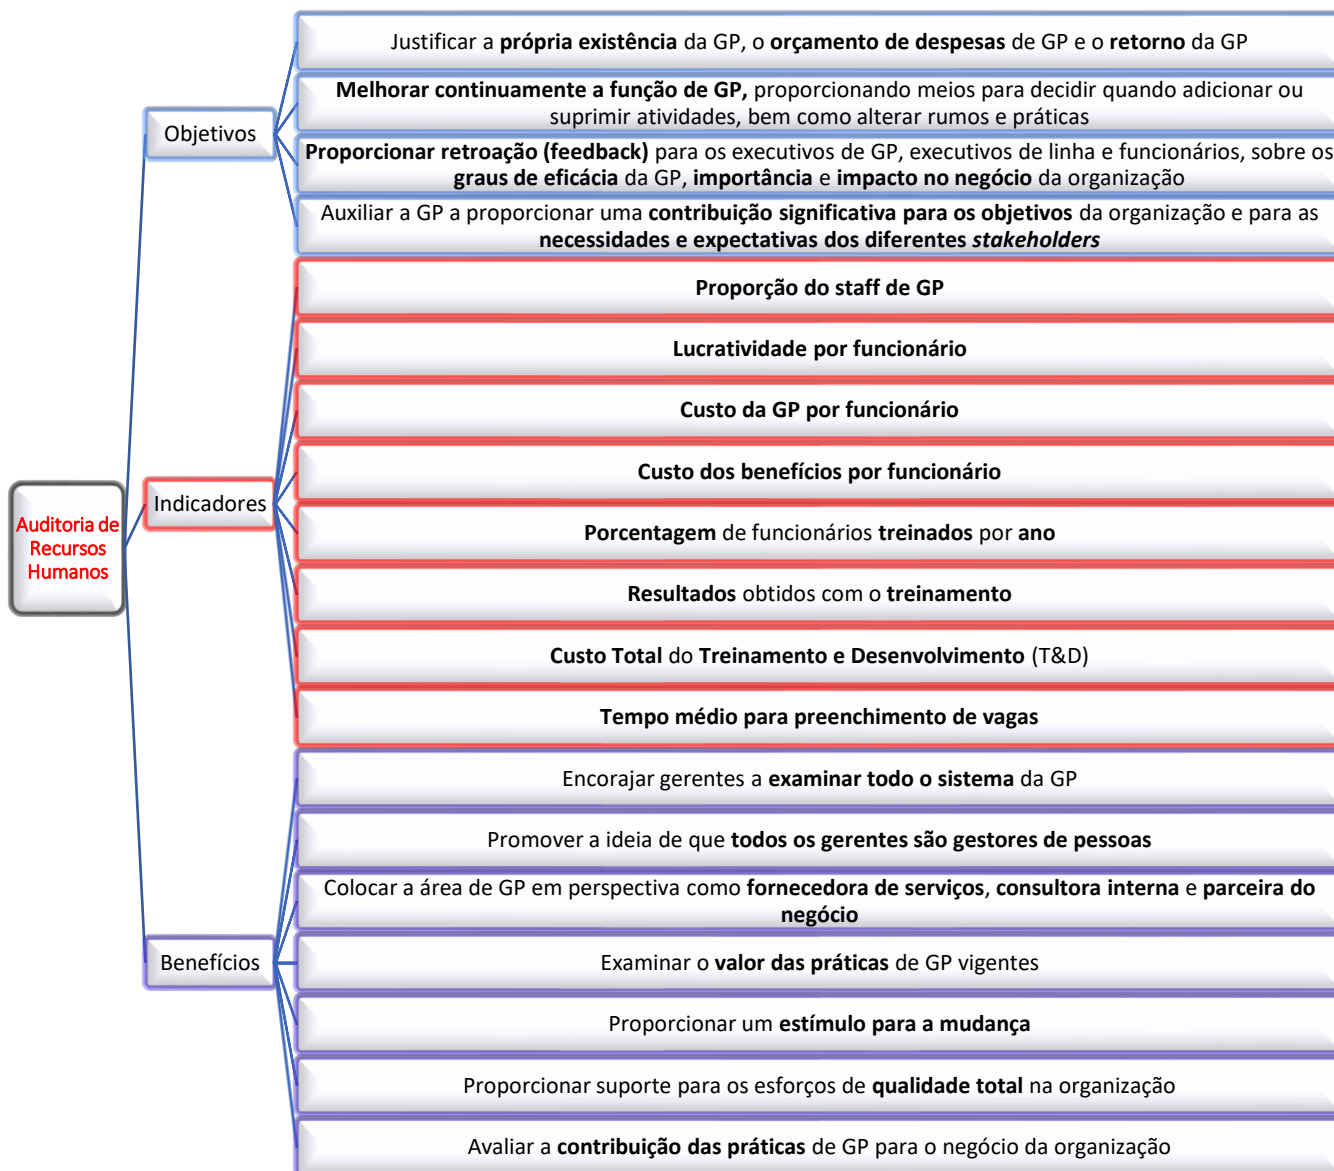 Auditoria de
Recursos
Humanos
Objetivos
Justificar a própria existência da GP, o orçamento de despesas de GP e o retorno da GP
Melhorar continuamente a função de GP, proporcionando meios para decidir quando adicionar ou
suprimir atividades, bem como alterar rumos e práticas
Proporcionar retroação (feedback) para os executivos de GP, executivos de linha e funcionários, sobre os
graus de eficácia da GP, importância e impacto no negócio da organização
Auxiliar a GP a proporcionar uma contribuição significativa para os objetivos da organização e para as
necessidades e expectativas dos diferentes stakeholders
Indicadores
Proporção do staff de GP
Lucratividade por funcionário
Custo da GP por funcionário
Custo dos benefícios por funcionário
Porcentagem de funcionários treinados por ano
Resultados obtidos com o treinamento
Custo Total do Treinamento e Desenvolvimento (T&D)
Tempo médio para preenchimento de vagas
Benefícios
Encorajar gerentes a examinar todo o sistema da GP
Promover a ideia de que todos os gerentes são gestores de pessoas
Colocar a área de GP em perspectiva como fornecedora de serviços, consultora interna e parceira do
negócio
Examinar o valor das práticas de GP vigentes
Proporcionar um estímulo para a mudança
Proporcionar suporte para os esforços de qualidade total na organização
Avaliar a contribuição das práticas de GP para o negócio da organização